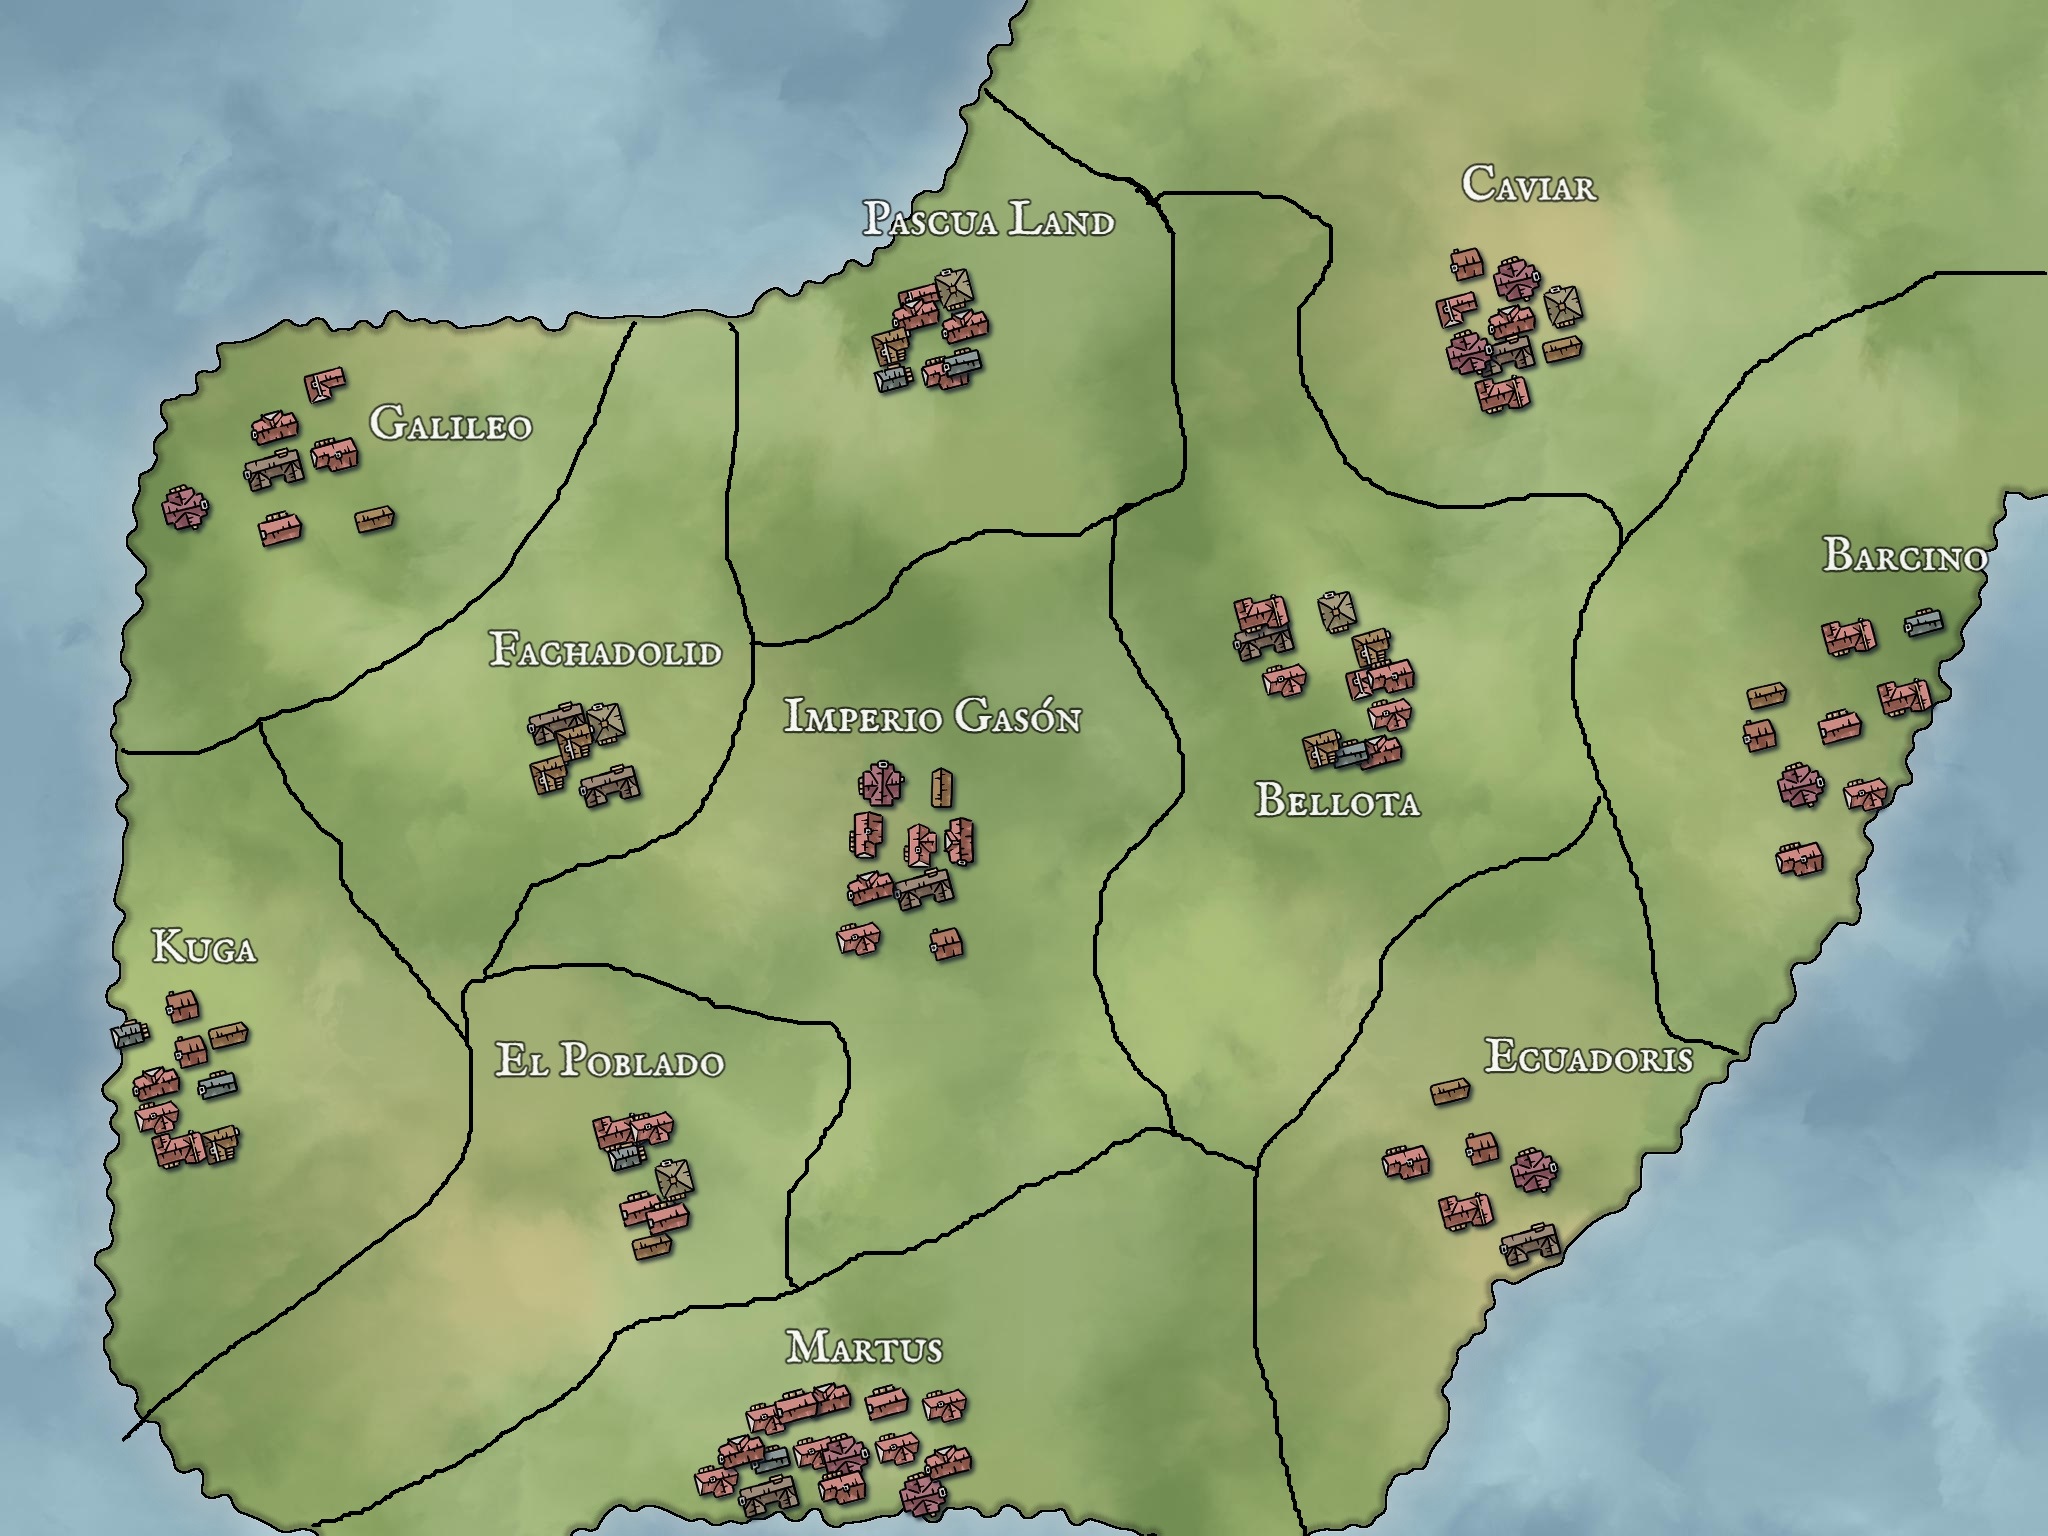 Caviar
Pascua Land
Galileo
Barcino
Fachadolid
Imperio Gasón
Bellota
Kuga
El Poblado
Ecuadoris
Martus